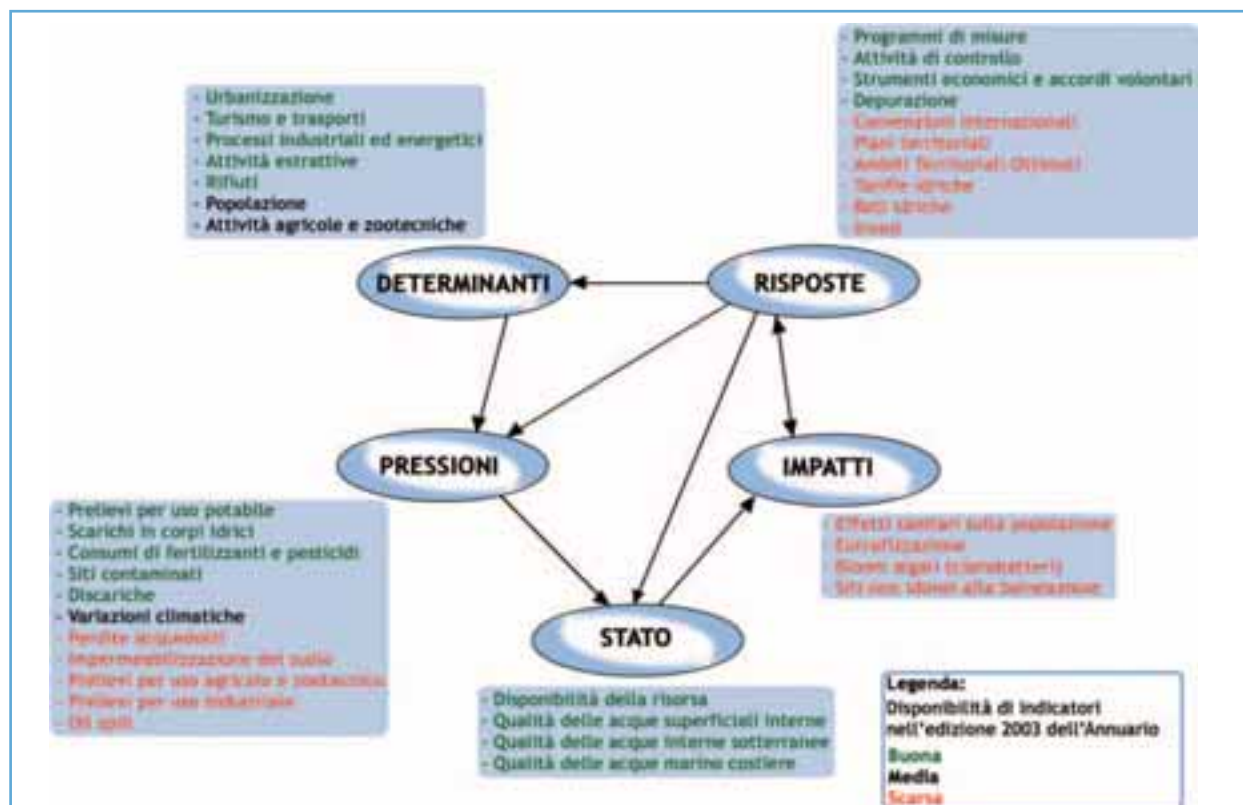 - Programmi di misure
- Attività di controllo
- Strumenti economici e accordi volontari
- Depurazione
- Convenzioni internazionali
- Piani territoriali
- Ambiti Territoriali Ottimali
- Tariffe idriche
- Reti idriche
- Urbanizzazione
- Turismo e trasporti
- Processi industriali ed energetici
- Attività estrattive
- Rifiuti
- Popolazione
- Attività agricole e zootecniche
DETERMINANTI
RISPOSTE
PRESSIONI
IMPATTI
- Prelievi per uso potabile
- Scarichi in corpi idrici
- Consumi di fertilizzanti e pesticidi
- Siti contaminati
- Discariche
- Variazioni climatiche
- Perdite acquedotti
- Impermeabilizzazione del suolo
- Prelievi per uso agricolo e zootecnico
- Prelievi per uso industriale
- Oil spill
- Effetti sanitari sulla popolazione
- Eutrofizzazione
- Bloom algali (cianobatteri)
- Siti non idonei alla balneazione
STATO
- Disponibilità della risorsa
- Qualità delle acque superficiali interne
- Qualità delle acque interne sotterranee
- Qualità delle acque marino costiere
Legenda:
Disponibilità di indicatori
nell'edizione 2003 dell'Annuario
Buona
Media
Scarsa